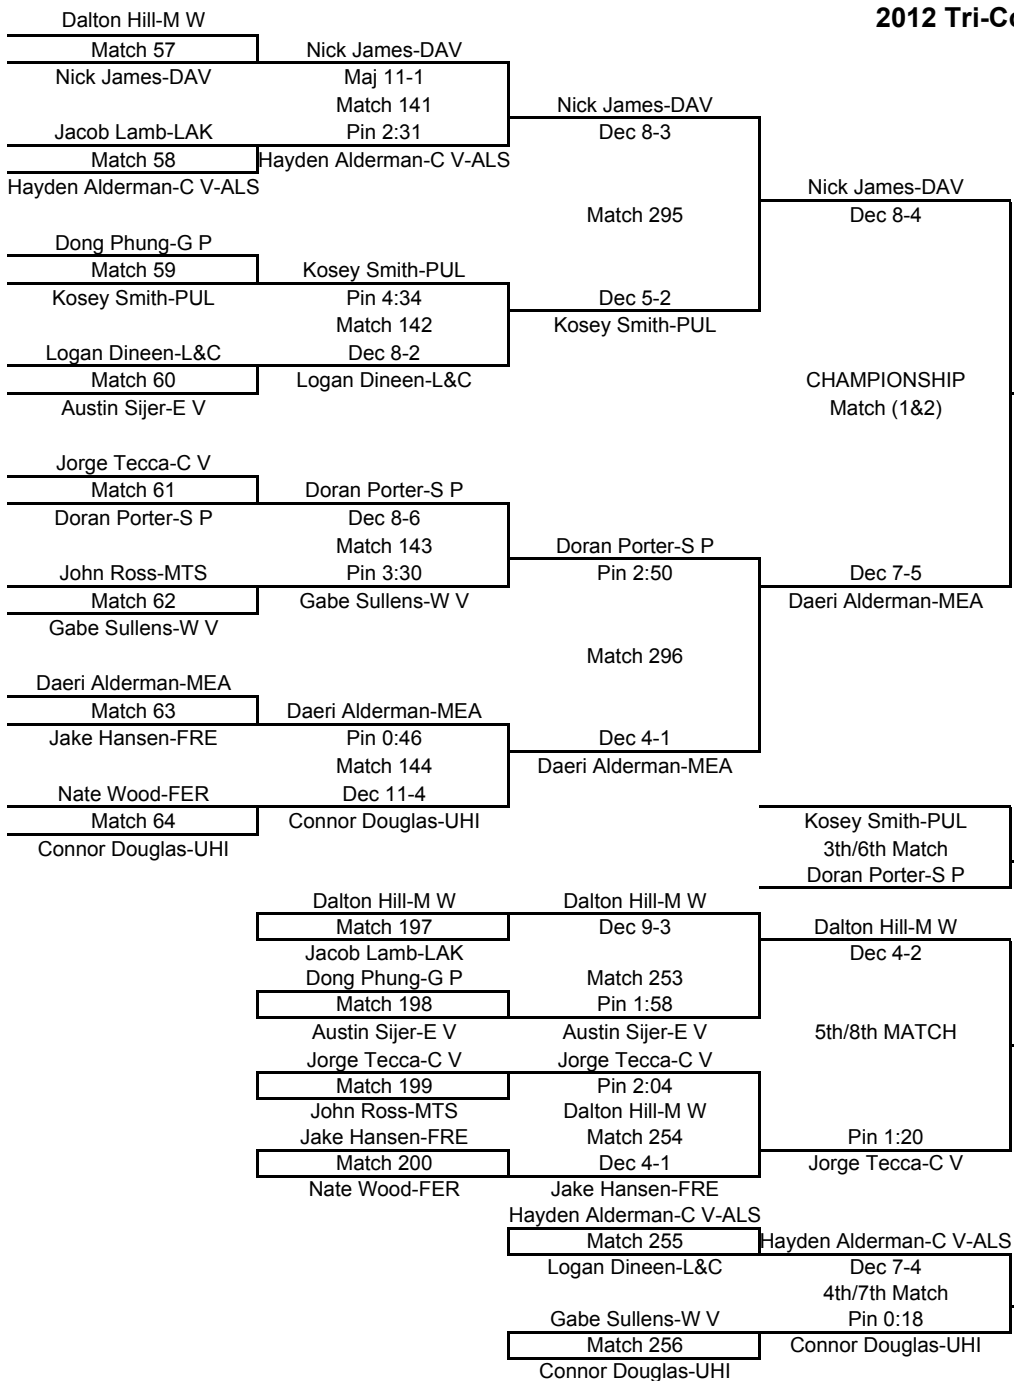 2012 Tri-Co
Dalton Hill-M W
Match 57
Nick James-DAV
Nick James-DAV
Maj 11-1
Match 141
Nick James-DAV
Jacob Lamb-LAK
Pin 2:31
Dec 8-3
Match 58
Hayden Alderman-C V-ALS
Hayden Alderman-C V-ALS
Nick James-DAV
Match 295
Dec 8-4
Dong Phung-G P
Match 59
Kosey Smith-PUL
Kosey Smith-PUL
Pin 4:34
Dec 5-2
Match 142
Kosey Smith-PUL
Logan Dineen-L&C
Dec 8-2
Match 60
Logan Dineen-L&C
CHAMPIONSHIP
Austin Sijer-E V
Match (1&2)
Jorge Tecca-C V
Match 61
Doran Porter-S P
Doran Porter-S P
Dec 8-6
Match 143
Doran Porter-S P
John Ross-MTS
Pin 3:30
Pin 2:50
Dec 7-5
Match 62
Gabe Sullens-W V
Daeri Alderman-MEA
Gabe Sullens-W V
Match 296
Daeri Alderman-MEA
Match 63
Daeri Alderman-MEA
Jake Hansen-FRE
Pin 0:46
Dec 4-1
Match 144
Daeri Alderman-MEA
Nate Wood-FER
Dec 11-4
Match 64
Connor Douglas-UHI
Kosey Smith-PUL
Connor Douglas-UHI
3th/6th Match
Doran Porter-S P
Dalton Hill-M W
Dalton Hill-M W
Match 197
Dec 9-3
Dalton Hill-M W
Jacob Lamb-LAK
Dec 4-2
Dong Phung-G P
Match 253
Match 198
Pin 1:58
Austin Sijer-E V
Austin Sijer-E V
5th/8th MATCH
Jorge Tecca-C V
Jorge Tecca-C V
Match 199
Pin 2:04
John Ross-MTS
Dalton Hill-M W
Jake Hansen-FRE
Match 254
Pin 1:20
Match 200
Dec 4-1
Jorge Tecca-C V
Nate Wood-FER
Jake Hansen-FRE
Hayden Alderman-C V-ALS
Match 255
Hayden Alderman-C V-ALS
Logan Dineen-L&C
Dec 7-4
4th/7th Match
Gabe Sullens-W V
Pin 0:18
Match 256
Connor Douglas-UHI
Connor Douglas-UHI